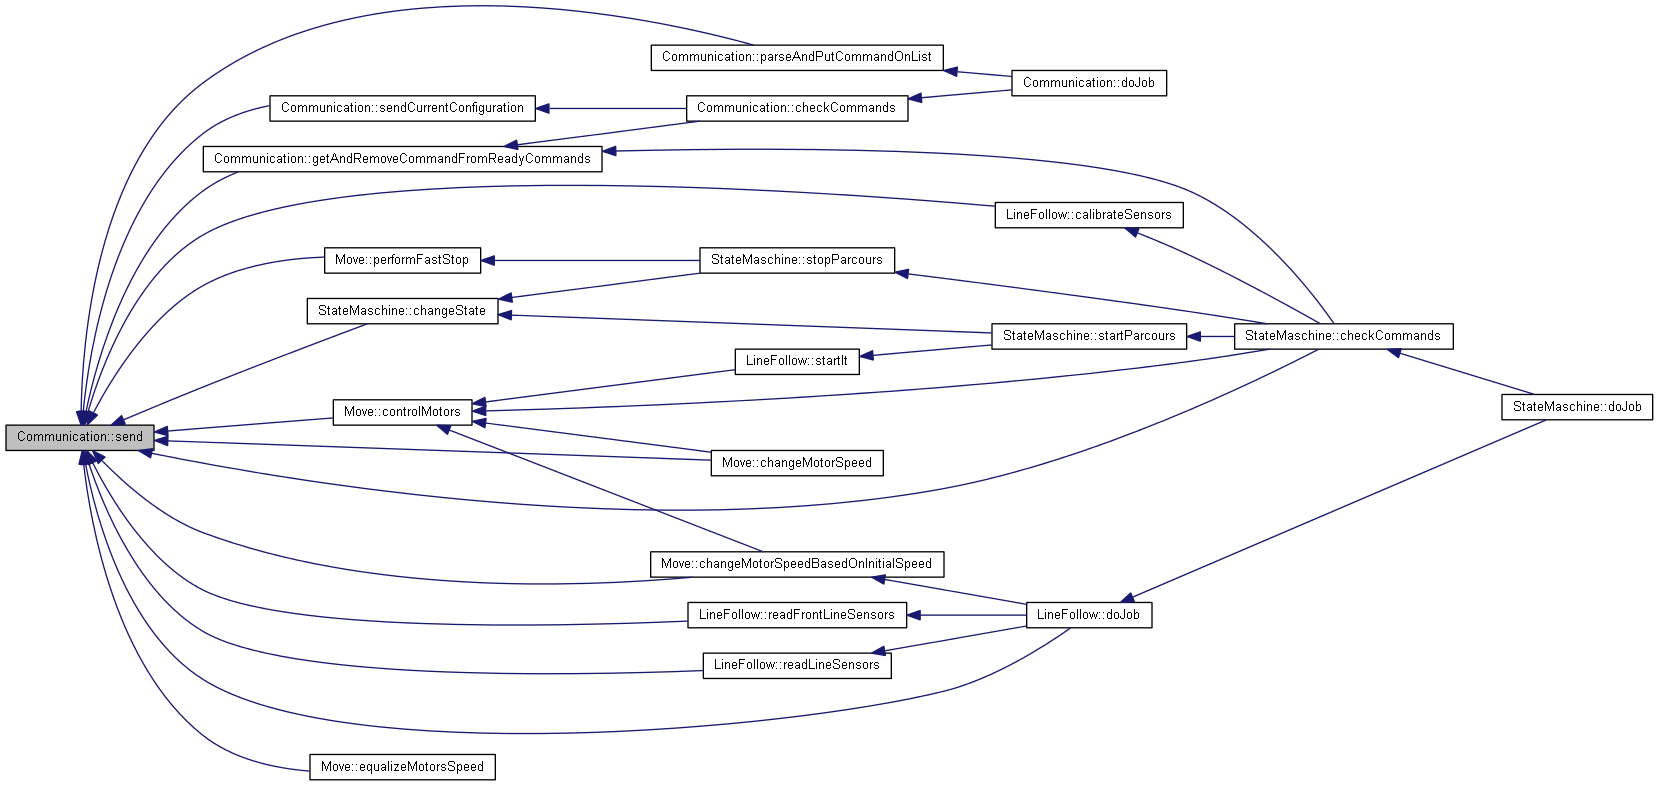 Communication::parseAndPutCommandOnList
Communication::doJob
Communication::sendCurrentConfiguration
Communication::checkCommands
Communication::getAndRemoveCommandFromReadyCommands
LineFollow::calibrateSensors
Move::performFastStop
StateMaschine::stopParcours
StateMaschine::changeState
StateMaschine::startParcours
StateMaschine::checkCommands
LineFollow::startIt
Move::controlMotors
StateMaschine::doJob
Communication::send
Move::changeMotorSpeed
Move::changeMotorSpeedBasedOnInitialSpeed
LineFollow::readFrontLineSensors
LineFollow::doJob
LineFollow::readLineSensors
Move::equalizeMotorsSpeed